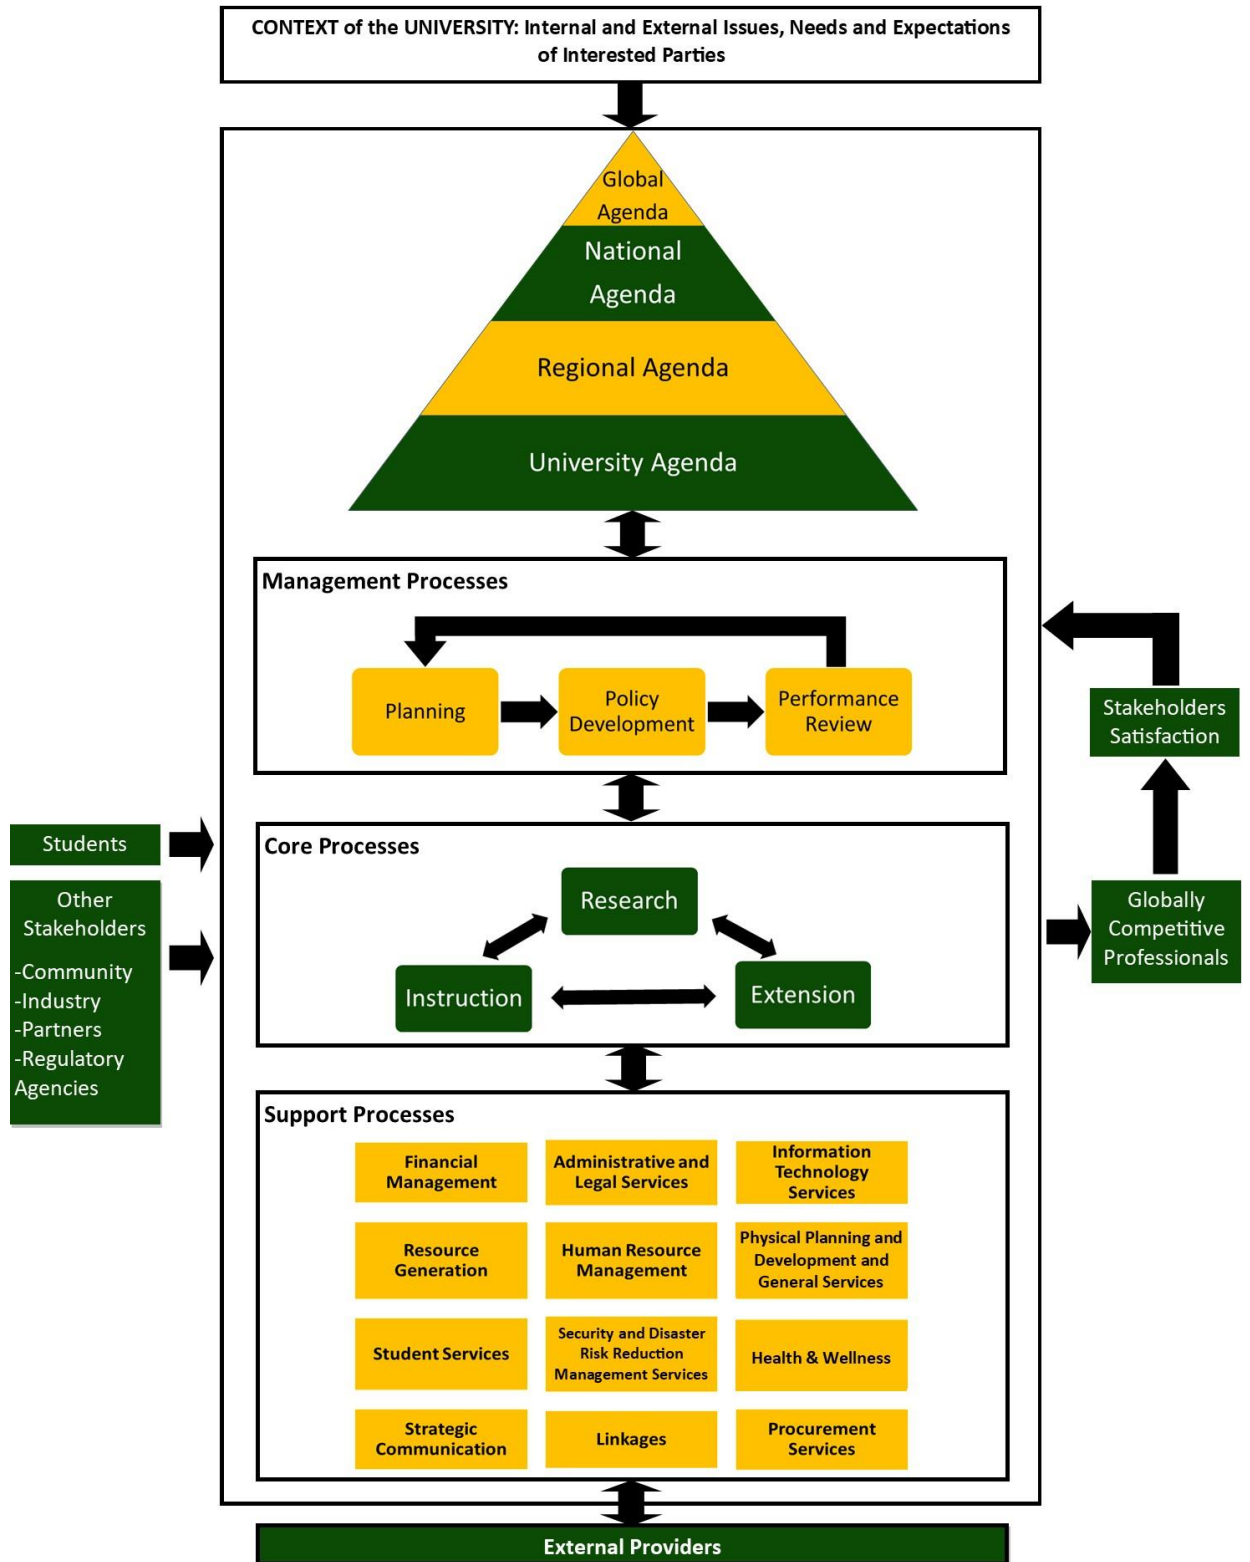 CONTEXT of the UNIVERSITY: Internal and External Issues, Needs and Expectations
of Interested Parties
Global
Agenda
National
Agenda
Regional Agenda
University Agenda
Management Processes
Planning
Policy
Development
Performance
Review
Stakeholders
Satisfaction
Students
Other
Stakeholders
-Community
-Industry
-Partners
-Regulatory
Agencies
Core Processes
Research
Instruction
Extension
Globally
Competitive
Professionals
Support Processes
Financial
Management
Administrative and
Legal Services
Information
Technology
Services
Resource
Generation
Human Resource
Management
Physical Planning and
Development and
General Services
Student Services
Security and Disaster
Risk Reduction
Management Services
Health & Wellness
Strategic
Communication
Linkages
Procurement
Services
External Providers